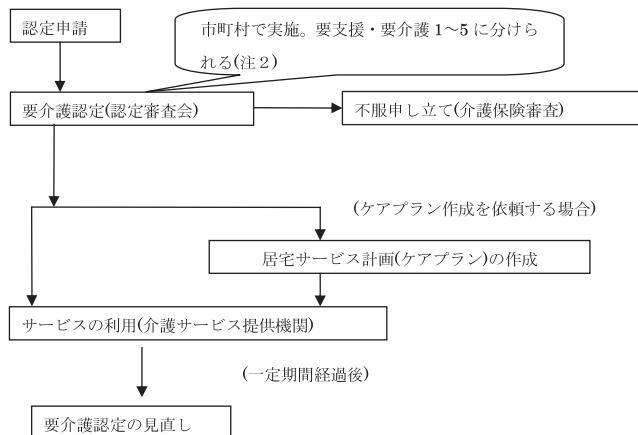 認定申請
市町村で実施。要支援・要介護 1～5 に分けら
れる(注２)
要介護認定(認定審査会)
不服申し立て(介護保険審査)
(ケアプラン作成を依頼する場合)
居宅サービス計画(ケアプラン)の作成
サービスの利用(介護サービス提供機関)
(一定期間経過後)
要介護認定の見直し